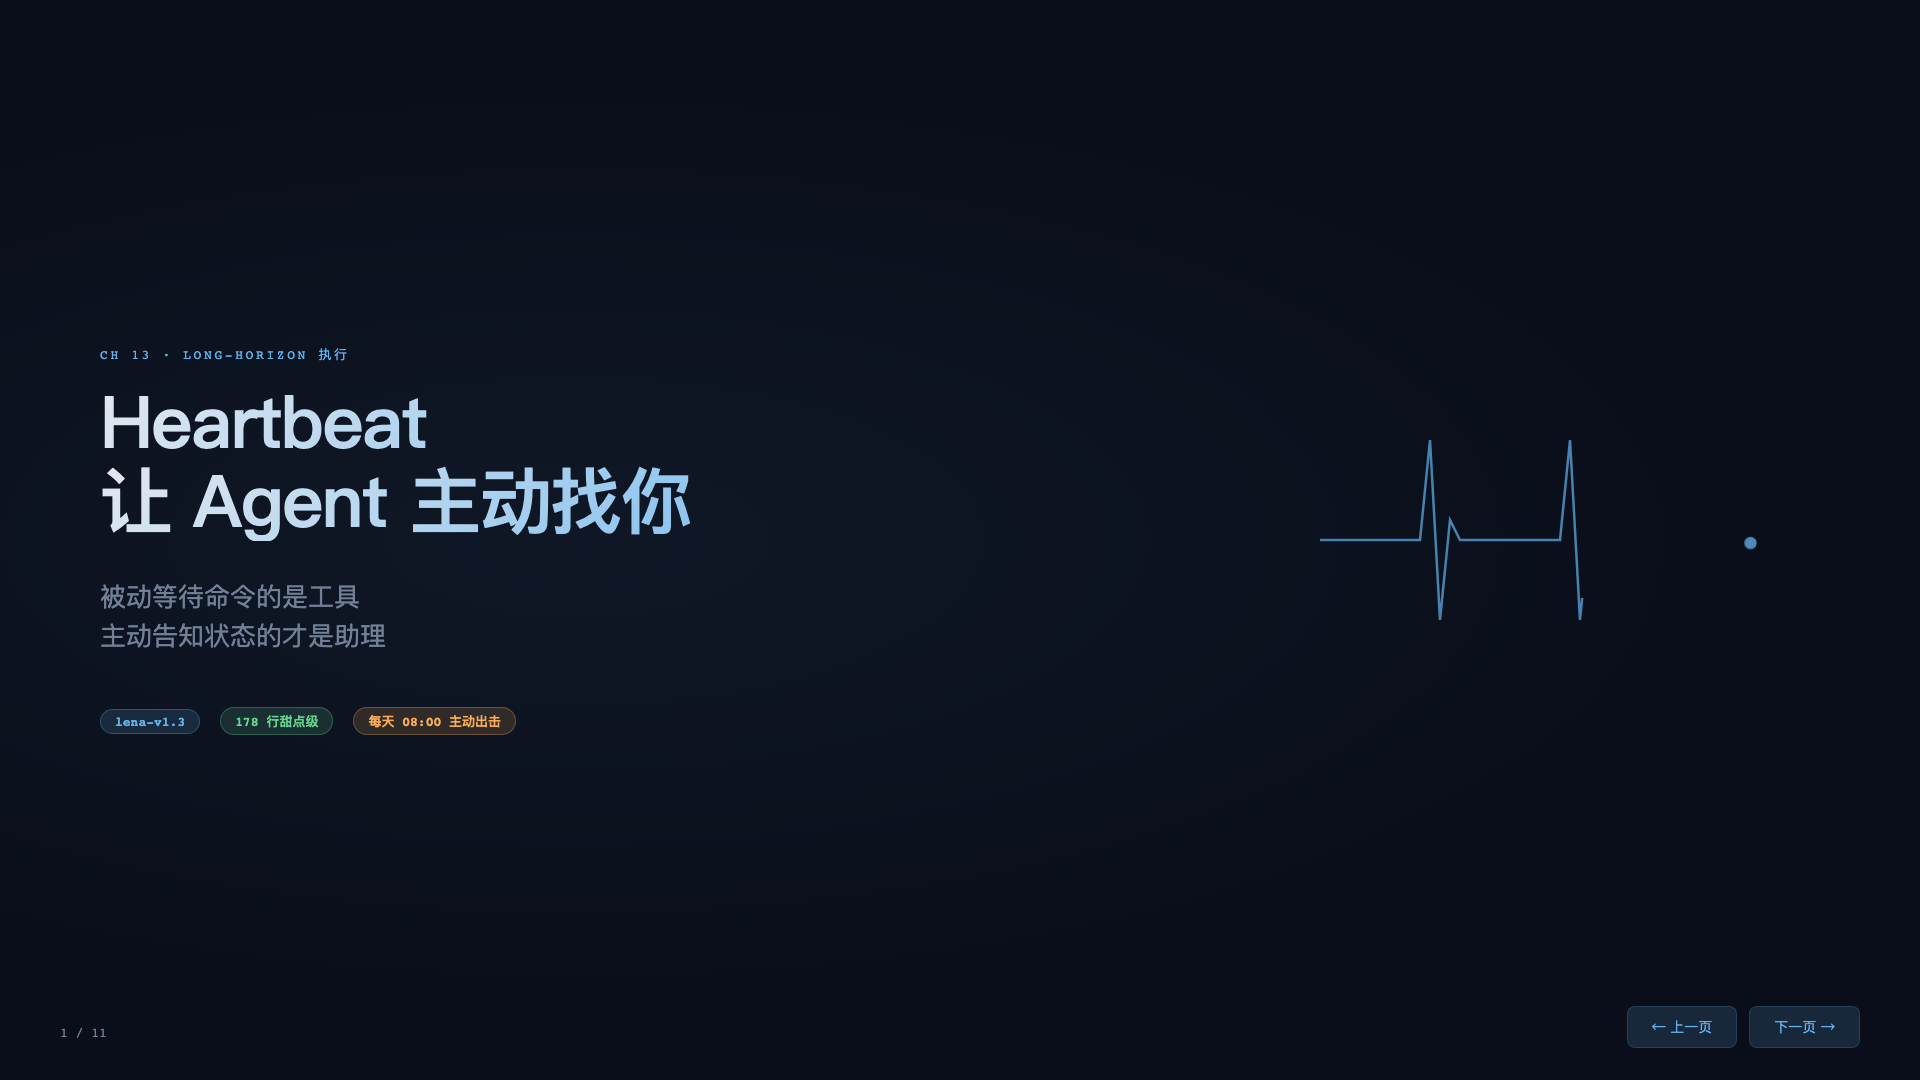 CH 13 · LONG-HORIZON 执行
Heartbeat
让 Agent 主动找你
被动等待命令的是工具
主动告知状态的才是助理
lena-v1.3
178 行甜点级
每天 08:00 主动出击
1 / 11
← 上一页
下一页 →